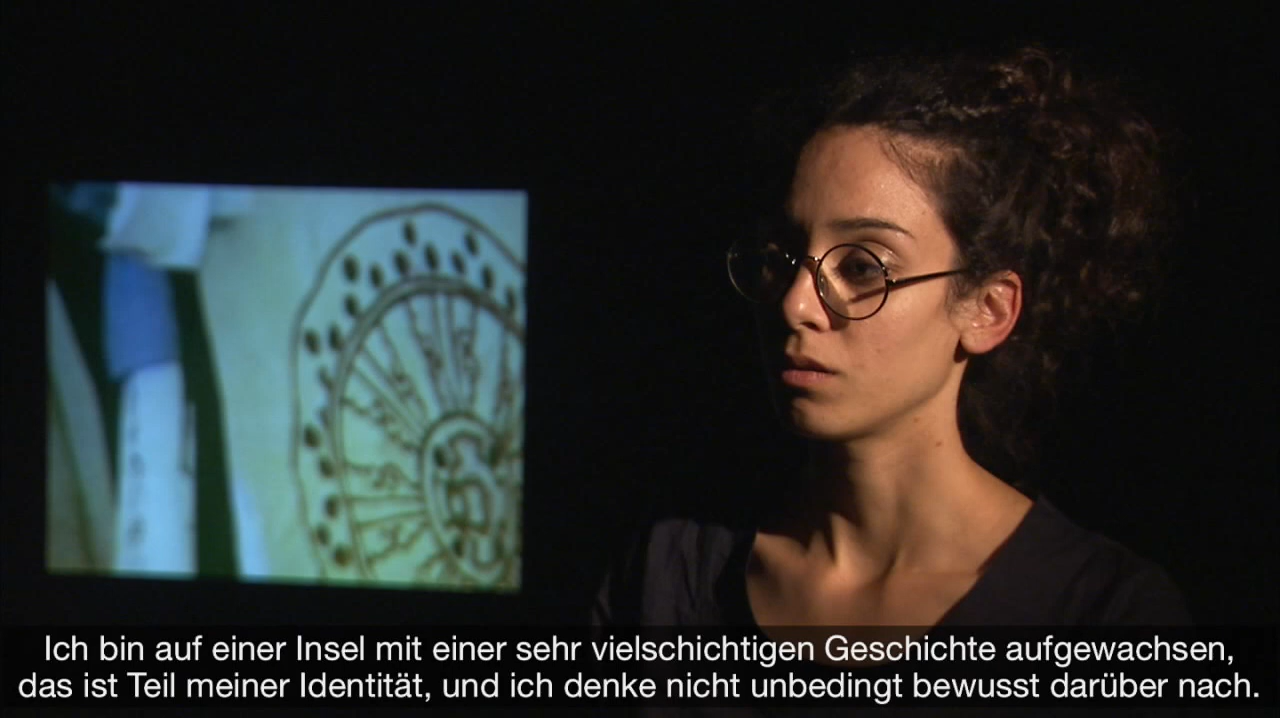 Ich bin auf einer Insel mit einer sehr vielschichtigen Geschichte aufgewachsen,
das ist Teil meiner Identität, und ich denke nicht unbedingt bewusst darüber nach.